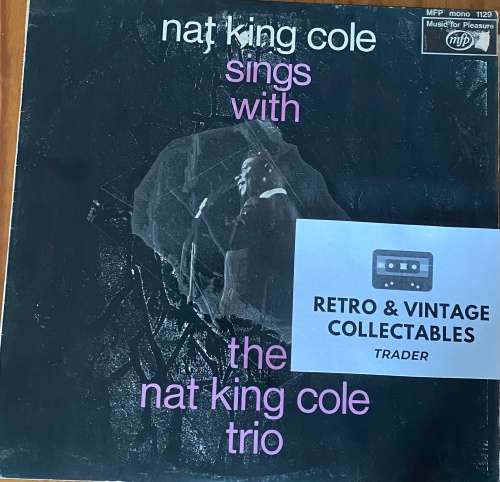 nat king cole
MFP mono 1129
Music for Pleasure
mfp
sings
with
RETRO & VINTAGE
COLLECTABLES
TRADER
the
nat king cole
trio